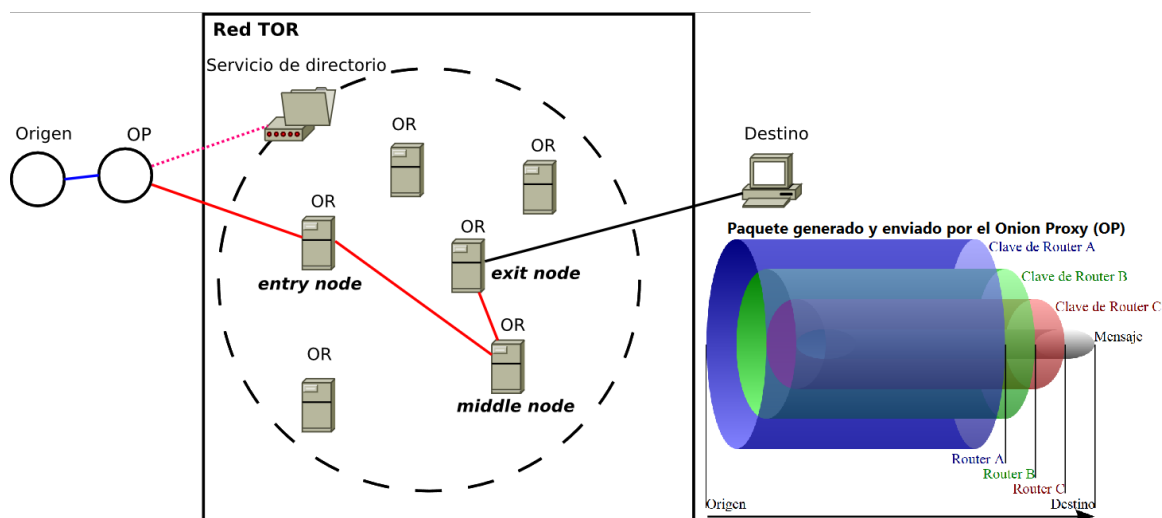 Red TOR
Servicio de directorio
Origen
OP
OR
OR
OR
entry node
OR
exit node
OR
middle node
OR
Destino
Paquete generado y enviado por el Onion Proxy (OP)
Clave de Router A
Clave de Router B
Clave de Router C
Mensaje
Router A
Router B
Router C
Origen
Destino